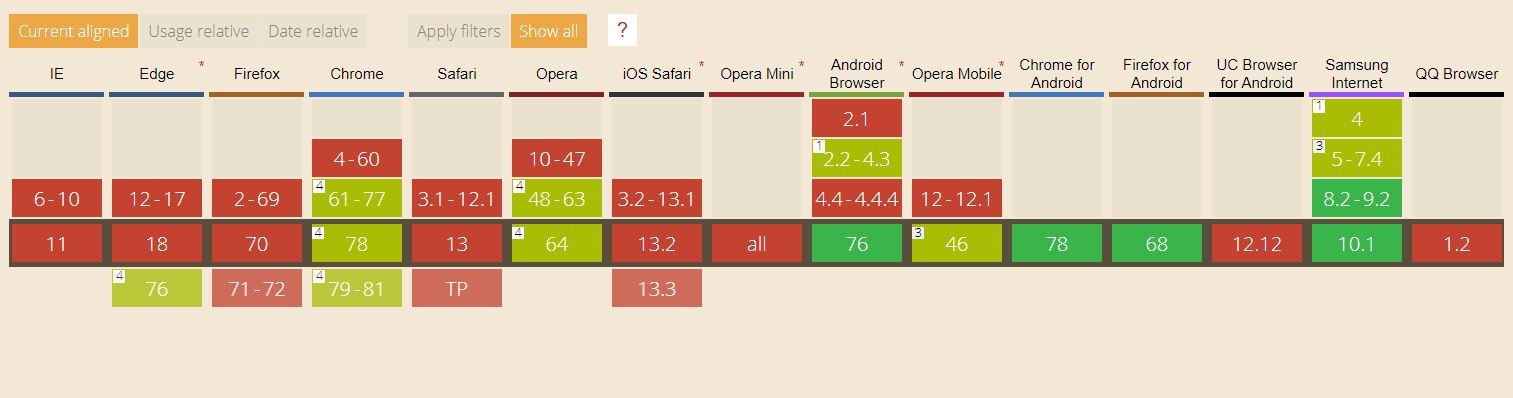 Current aligned Usage relative Date relative Apply filters Show all ?
IE Edge * Firefox Chrome Safari Opera iOS Safari * Opera Mini * Android Browser * Opera Mobile * Chrome for Android Firefox for Android UC Browser for Android Samsung Internet QQ Browser
2.1 1 4
4-60 10-47 1 2.2-4.3 3 5-7.4
6-10 12-17 2-69 4 61-77 3.1-12.1 4 48-63 3.2-13.1 4.4-4.4.4 12-12.1 8.2-9.2
11 18 70 4 78 13 4 64 13.2 all 76 3 46 78 68 12.12 10.1 1.2
4 76 71-72 4 79-81 TP 13.3